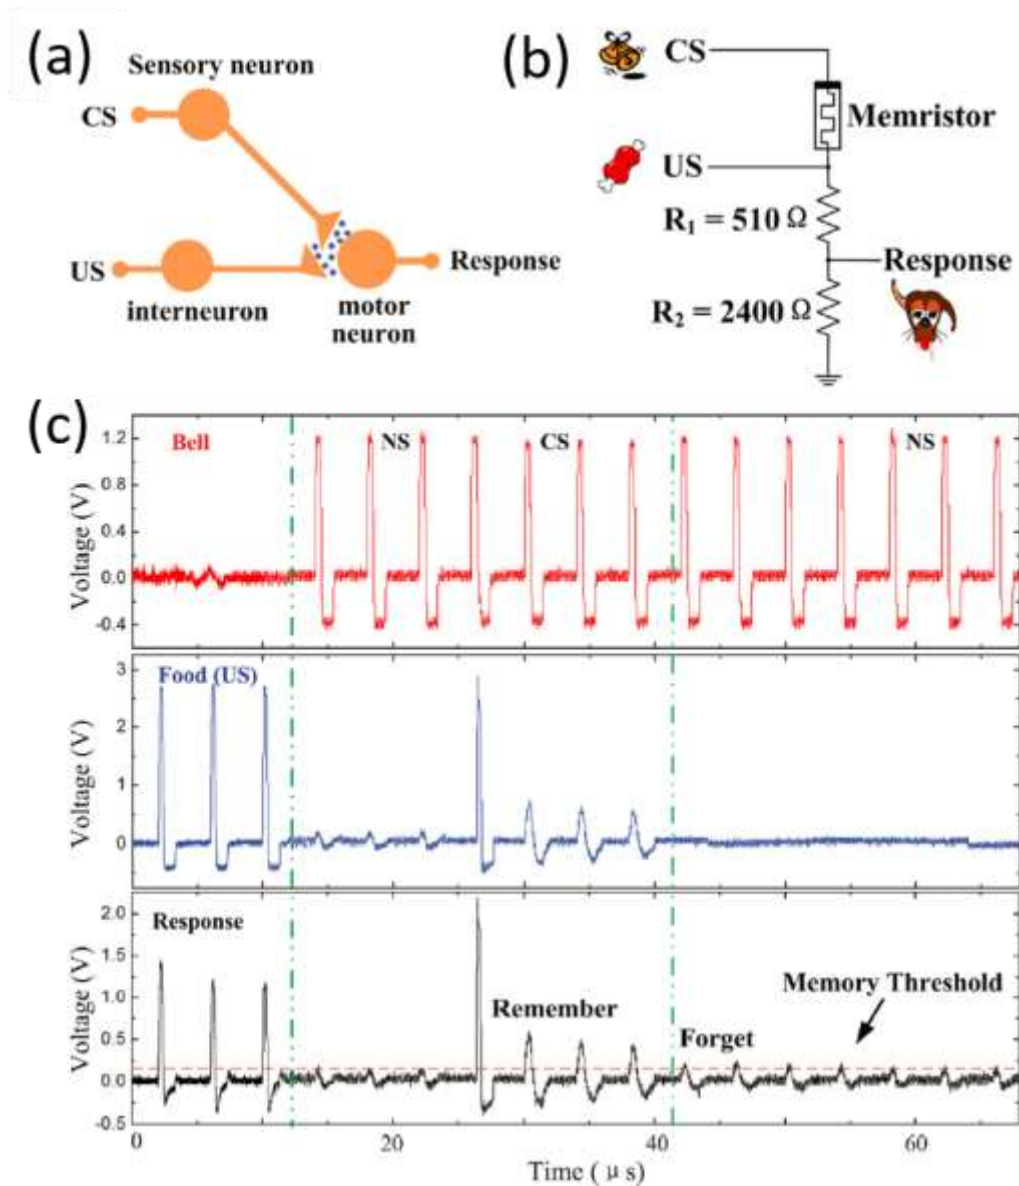 (a)
Sensory neuron
CS
US
interneuron
motor
neuron
Response
(b)
CS
Memristor
US
R₁ = 510 Ω
Response
R₂ = 2400 Ω
(c)
Bell
NS
CS
NS
Voltage (V)
1.2
0.8
0.4
0.0
-0.4
Food (US)
Voltage (V)
3
2
1
0
Response
Remember
Forget
Memory Threshold
Voltage (V)
2.0
1.5
1.0
0.5
0.0
-0.5
0
20
40
60
Time ( μ s)